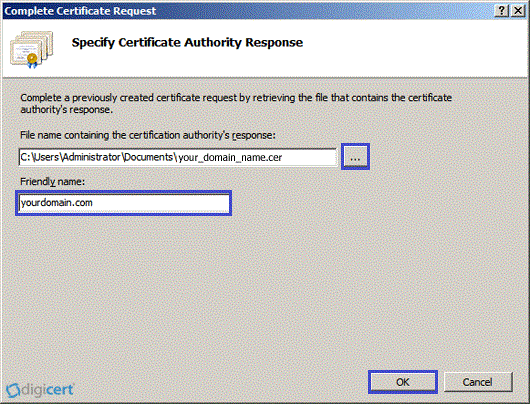 Complete Certificate Request
Specify Certificate Authority Response
Complete a previously created certificate request by retrieving the file that contains the certificate
authority's response.
File name containing the certification authority's response:
C:\Users\Administrator\Documents\your_domain_name.cer
...
Friendly name:
yourdomain.com
OK
Cancel
digicert